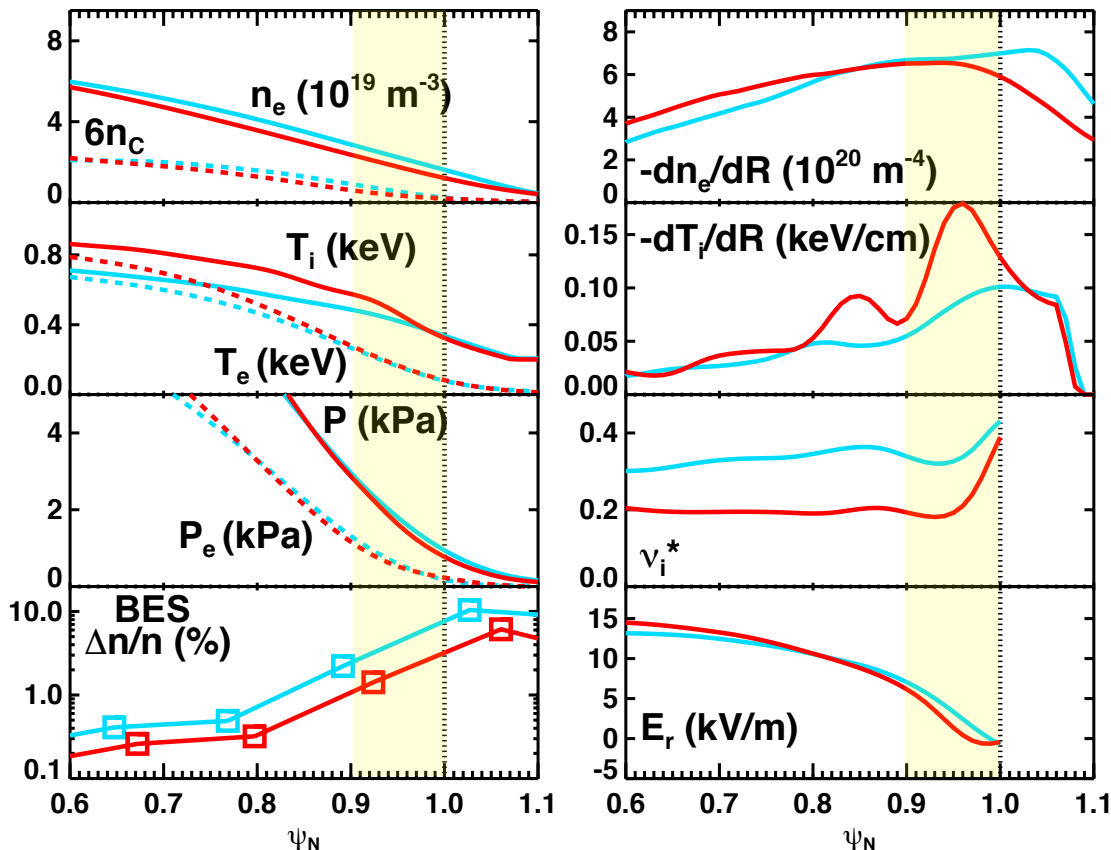 8
6
4
2
0
n_e (10^19 m^-3)
6n_C
0.8
0.4
0.0
T_i (keV)
T_e (keV)
4
2
0
P (kPa)
P_e (kPa)
10.0
1.0
0.1
BES
Δn/n (%)
0.6 0.7 0.8 0.9 1.0 1.1
ψ_N
8
6
4
2
0
-dn_e/dR (10^20 m^-4)
0.15
0.10
0.05
0.00
-dT_i/dR (keV/cm)
0.4
0.2
0.0
ν_i*
15
10
5
0
-5
E_r (kV/m)
0.6 0.7 0.8 0.9 1.0 1.1
ψ_N